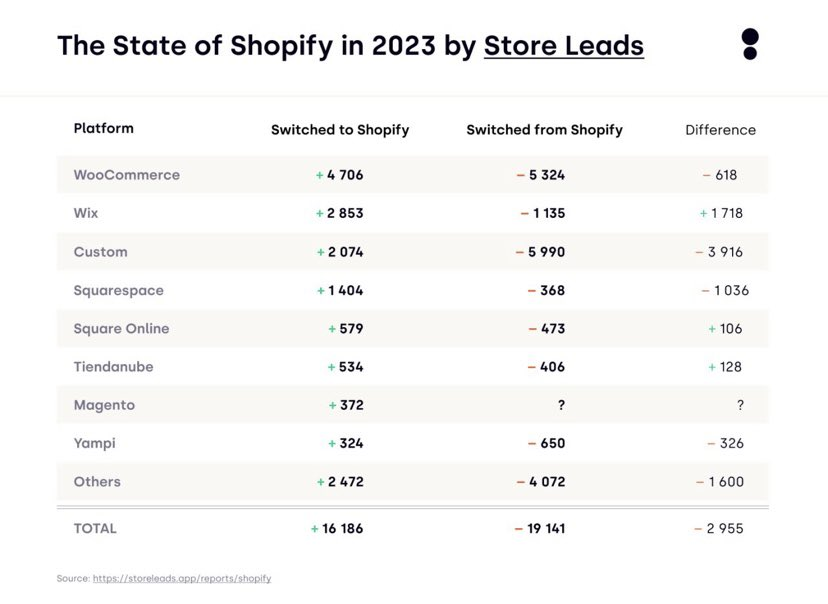 The State of Shopify in 2023 by Store Leads
Platform Switched to Shopify Switched from Shopify Difference
WooCommerce + 4 706 − 5 324 − 618
Wix + 2 853 − 1 135 + 1 718
Custom + 2 074 − 5 990 − 3 916
Squarespace + 1 404 − 368 − 1 036
Square Online + 579 − 473 + 106
Tiendanube + 534 − 406 + 128
Magento + 372 ? ?
Yampi + 324 − 650 − 326
Others + 2 472 − 4 072 − 1 600
TOTAL + 16 186 − 19 141 − 2 955
Source: https://storeleads.app/reports/shopify